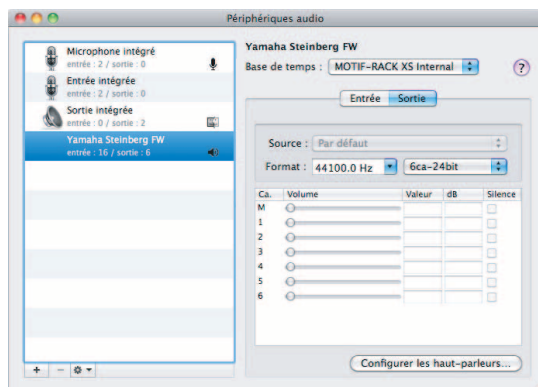 Périphériques audio
Microphone intégré
entrée : 2 / sortie : 0
Entrée intégrée
entrée : 2 / sortie : 0
Sortie intégrée
entrée : 0 / sortie : 2
Yamaha Steinberg FW
entrée : 16 / sortie : 6
+ −
Yamaha Steinberg FW
Base de temps : MOTIF-RACK XS Internal ?
Entrée Sortie
Source : Par défaut
Format : 44100.0 Hz 6ca-24bit
Ca. Volume Valeur dB Silence
M
1
2
3
4
5
6
Configurer les haut-parleurs...